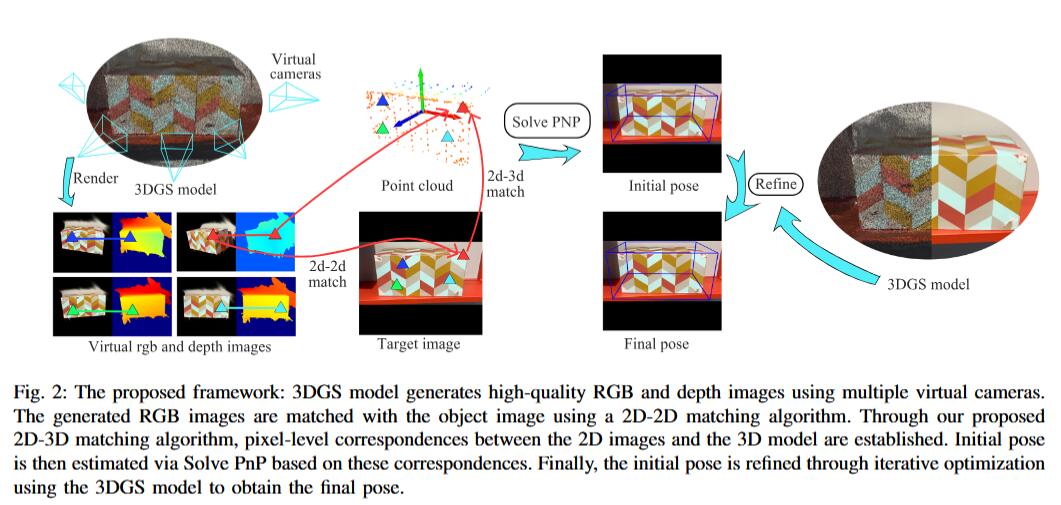 Virtual
cameras
Render
3DGS model
Virtual rgb and depth images
2d-2d
match
Point cloud
2d-3d
match
Target image
Solve PNP
Initial pose
Refine
Final pose
3DGS model
Fig. 2: The proposed framework: 3DGS model generates high-quality RGB and depth images using multiple virtual cameras.
The generated RGB images are matched with the object image using a 2D-2D matching algorithm. Through our proposed
2D-3D matching algorithm, pixel-level correspondences between the 2D images and the 3D model are established. Initial pose
is then estimated via Solve PnP based on these correspondences. Finally, the initial pose is refined through iterative optimization
using the 3DGS model to obtain the final pose.